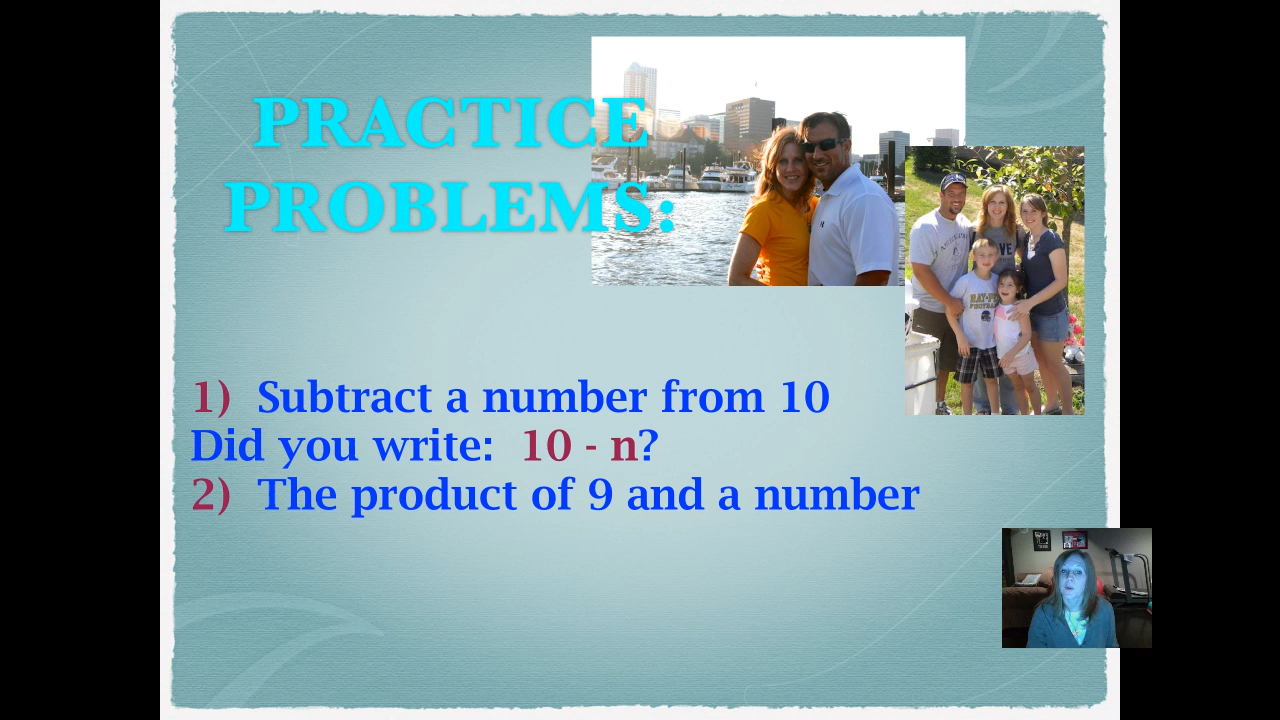 PRACTICE
PROBLEMS:
1) Subtract a number from 10
Did you write: 10 - n?
2) The product of 9 and a number